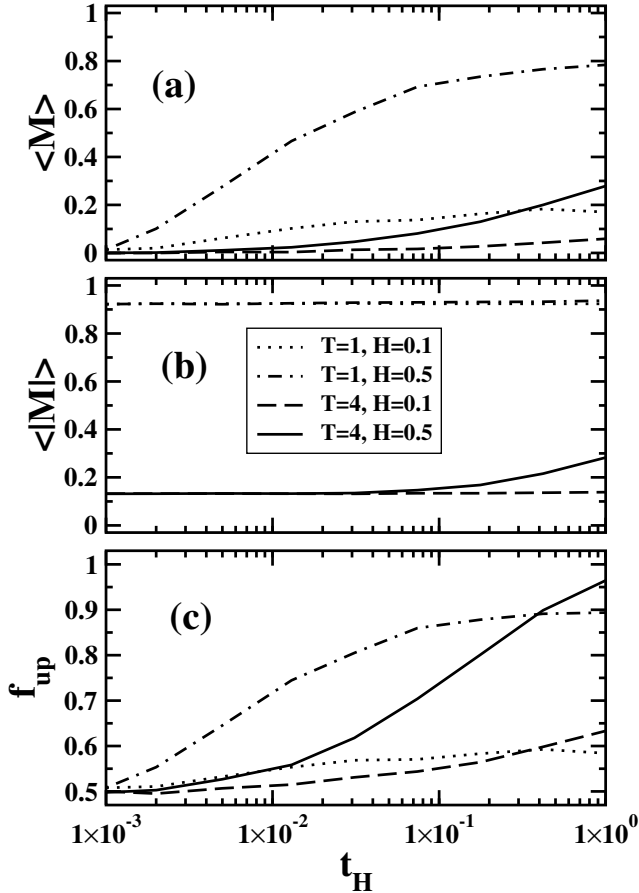 1
0.8
0.6
0.4
0.2
0
<M>
(a)
1
0.8
0.6
0.4
0.2
0
<|M|>
(b)
T=1, H=0.1
T=1, H=0.5
T=4, H=0.1
T=4, H=0.5
1
0.9
0.8
0.7
0.6
0.5
f_up
(c)
1×10^-3
1×10^-2
1×10^-1
1×10^0
t_H